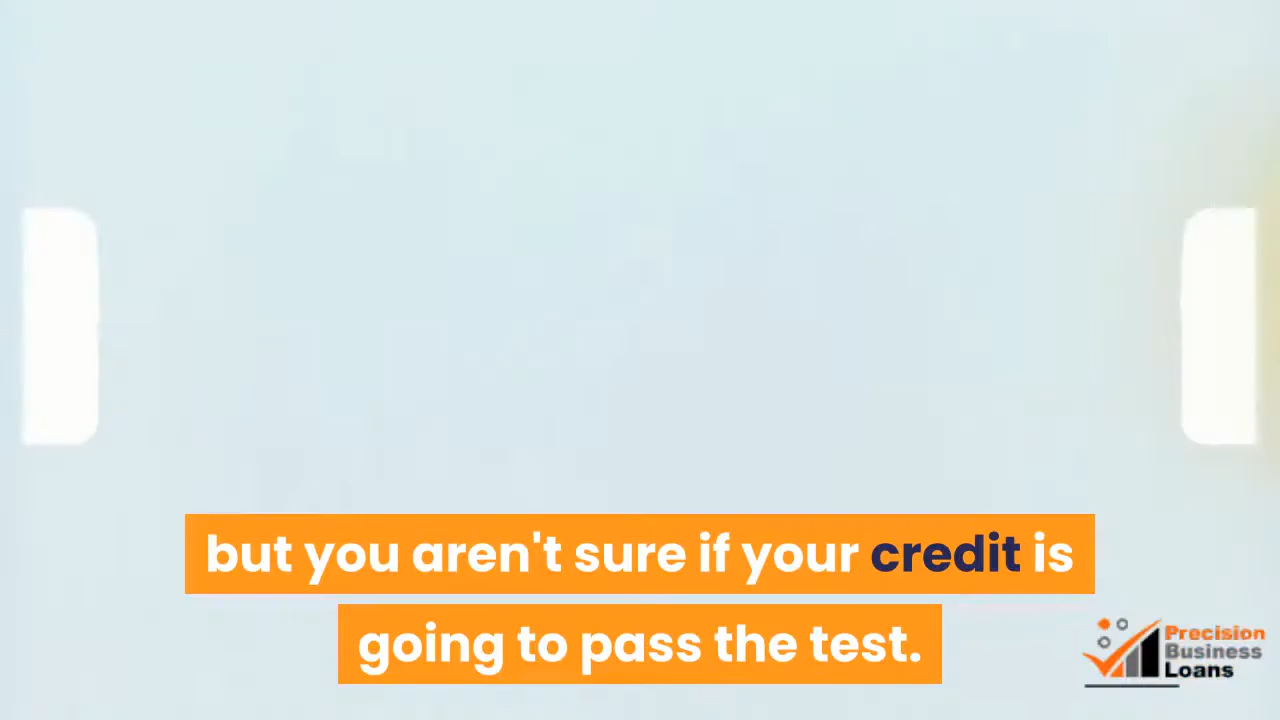 but you aren't sure if your credit is
going to pass the test.
Precision
Business
Loans